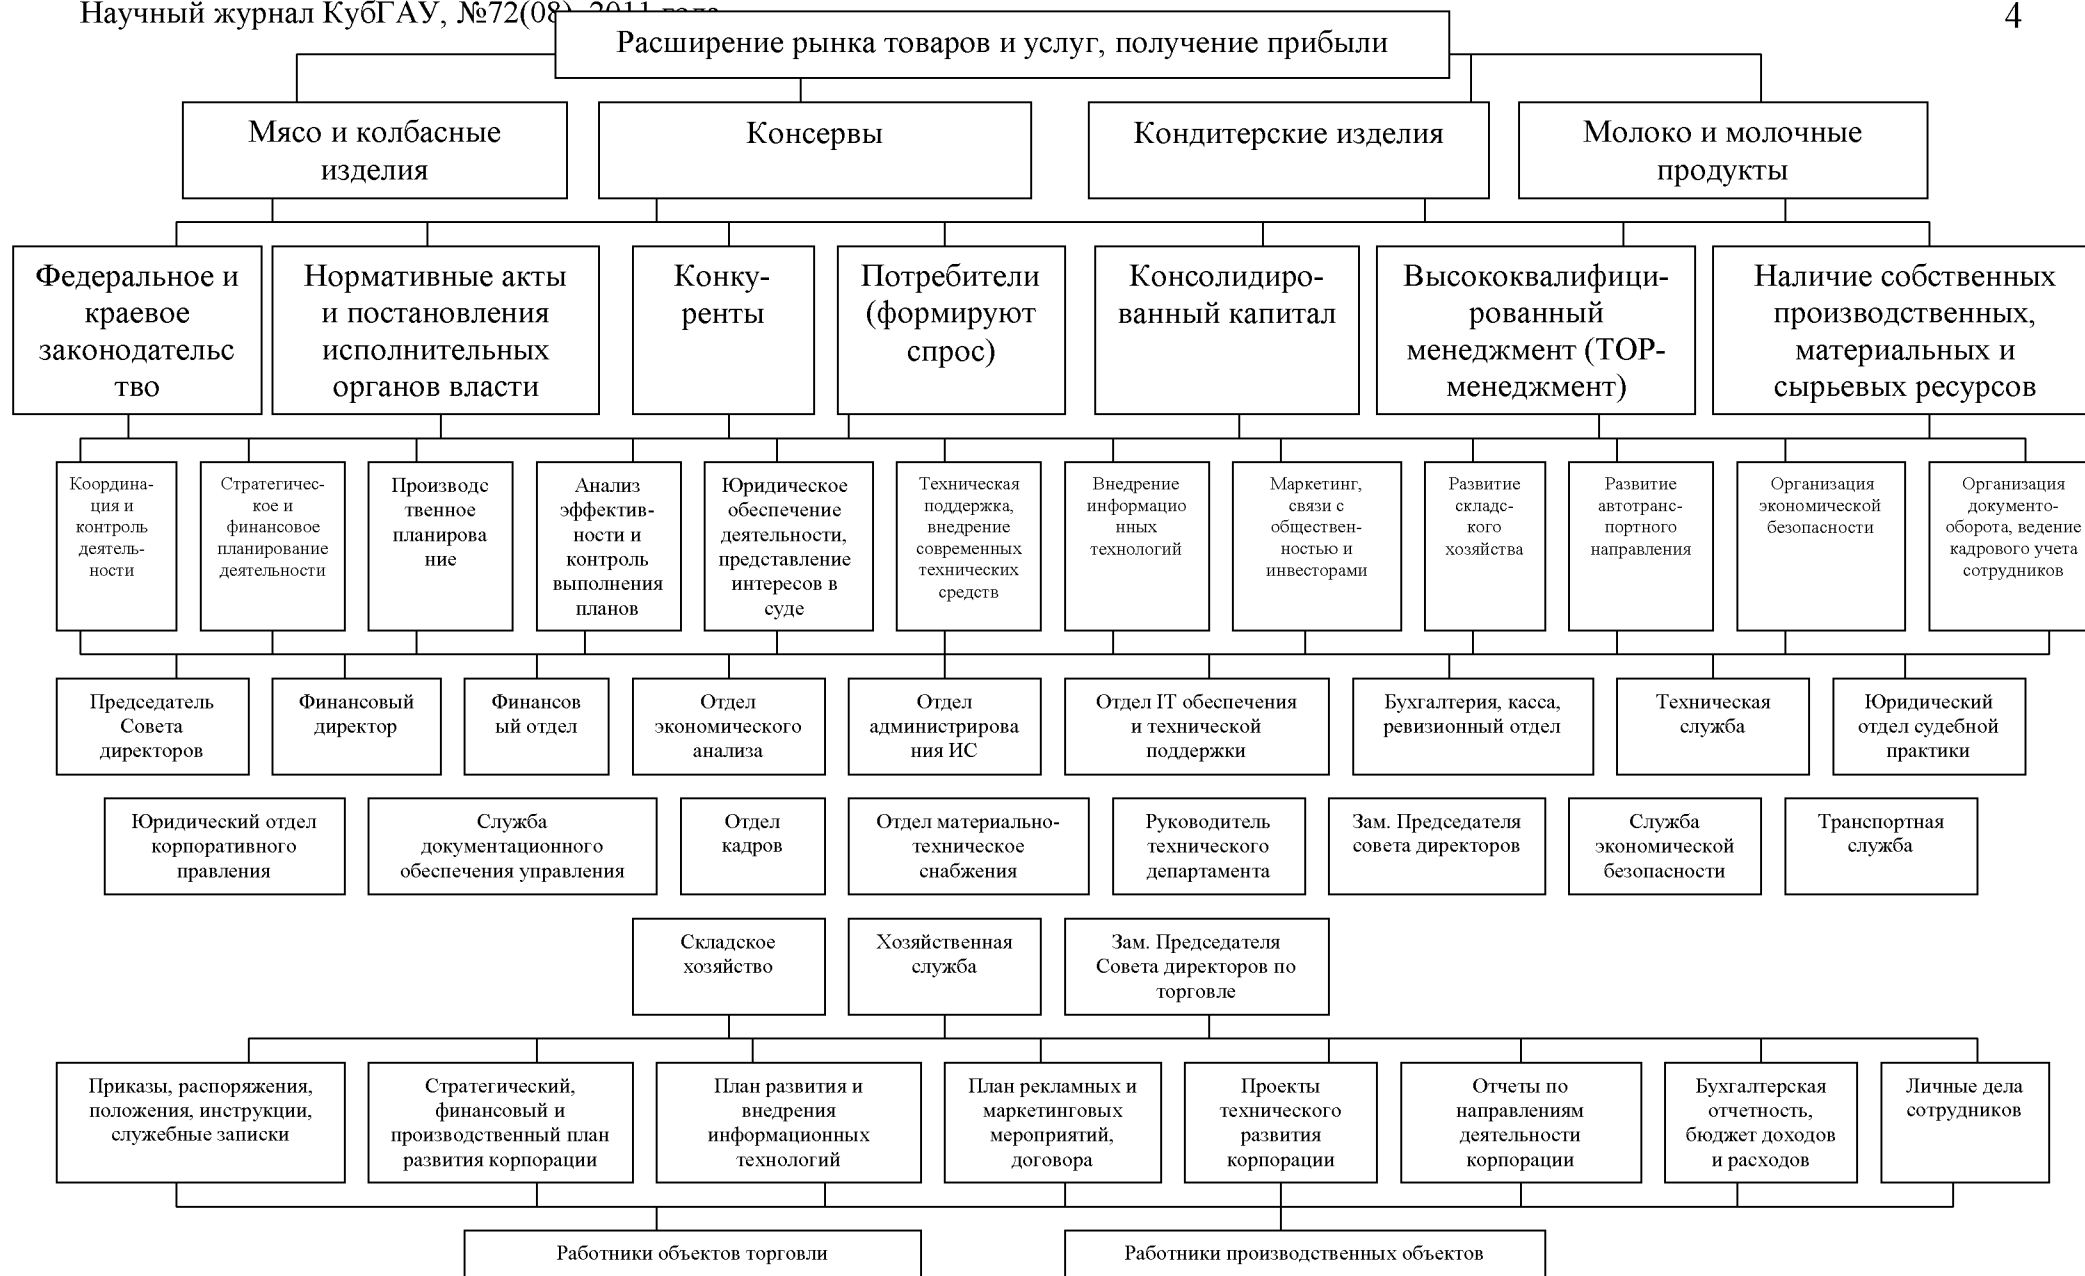 Научный журнал КубГАУ, №72(08), 2011 года
4
Расширение рынка товаров и услуг, получение прибыли
Мясо и колбасные
изделия
Консервы
Кондитерские изделия
Молоко и молочные
продукты
Федеральное и
краевое
законодательс
тво
Нормативные акты
и постановления
исполнительных
органов власти
Конку-
ренты
Потребители
(формируют
спрос)
Консолидиро-
ванный капитал
Высококвалифици-
рованный
менеджмент (ТОР-
менеджмент)
Наличие собственных
производственных,
материальных и
сырьевых ресурсов
Координа-
ция и
контроль
деятель-
ности
Стратегичес-
кое и
финансовое
планирование
деятельности
Производс
твенное
планирова
ние
Анализ
эффектив-
ности и
контроль
выполнения
планов
Юридическое
обеспечение
деятельности,
представление
интересов в
суде
Техническая
поддержка,
внедрение
современных
технических
средств
Внедрение
информацио
нных
технологий
Маркетинг,
связи с
обществен-
ностью и
инвесторами
Развитие
складс-
кого
хозяйства
Развитие
автотранс-
портного
направления
Организация
экономической
безопасности
Организация
документо-
оборота, ведение
кадрового учета
сотрудников
Председатель
Совета
директоров
Финансовый
директор
Финансов
ый отдел
Отдел
экономического
анализа
Отдел
администрирова
ния ИС
Отдел IT обеспечения
и технической
поддержки
Бухгалтерия, касса,
ревизионный отдел
Техническая
служба
Юридический
отдел судебной
практики
Юридический отдел
корпоративного
правления
Служба
документационного
обеспечения управления
Отдел
кадров
Отдел материально-
техническое
снабжения
Руководитель
технического
департамента
Зам. Председателя
совета директоров
Служба
экономической
безопасности
Транспортная
служба
Складское
хозяйство
Хозяйственная
служба
Зам. Председателя
Совета директоров по
торговле
Приказы, распоряжения,
положения, инструкции,
служебные записки
Стратегический,
финансовый и
производственный план
развития корпорации
План развития и
внедрения
информационных
технологий
План рекламных и
маркетинговых
мероприятий,
договора
Проекты
технического
развития
корпорации
Отчеты по
направлениям
деятельности
корпорации
Бухгалтерская
отчетность,
бюджет доходов
и расходов
Личные дела
сотрудников
Работники объектов торговли
Работники производственных объектов